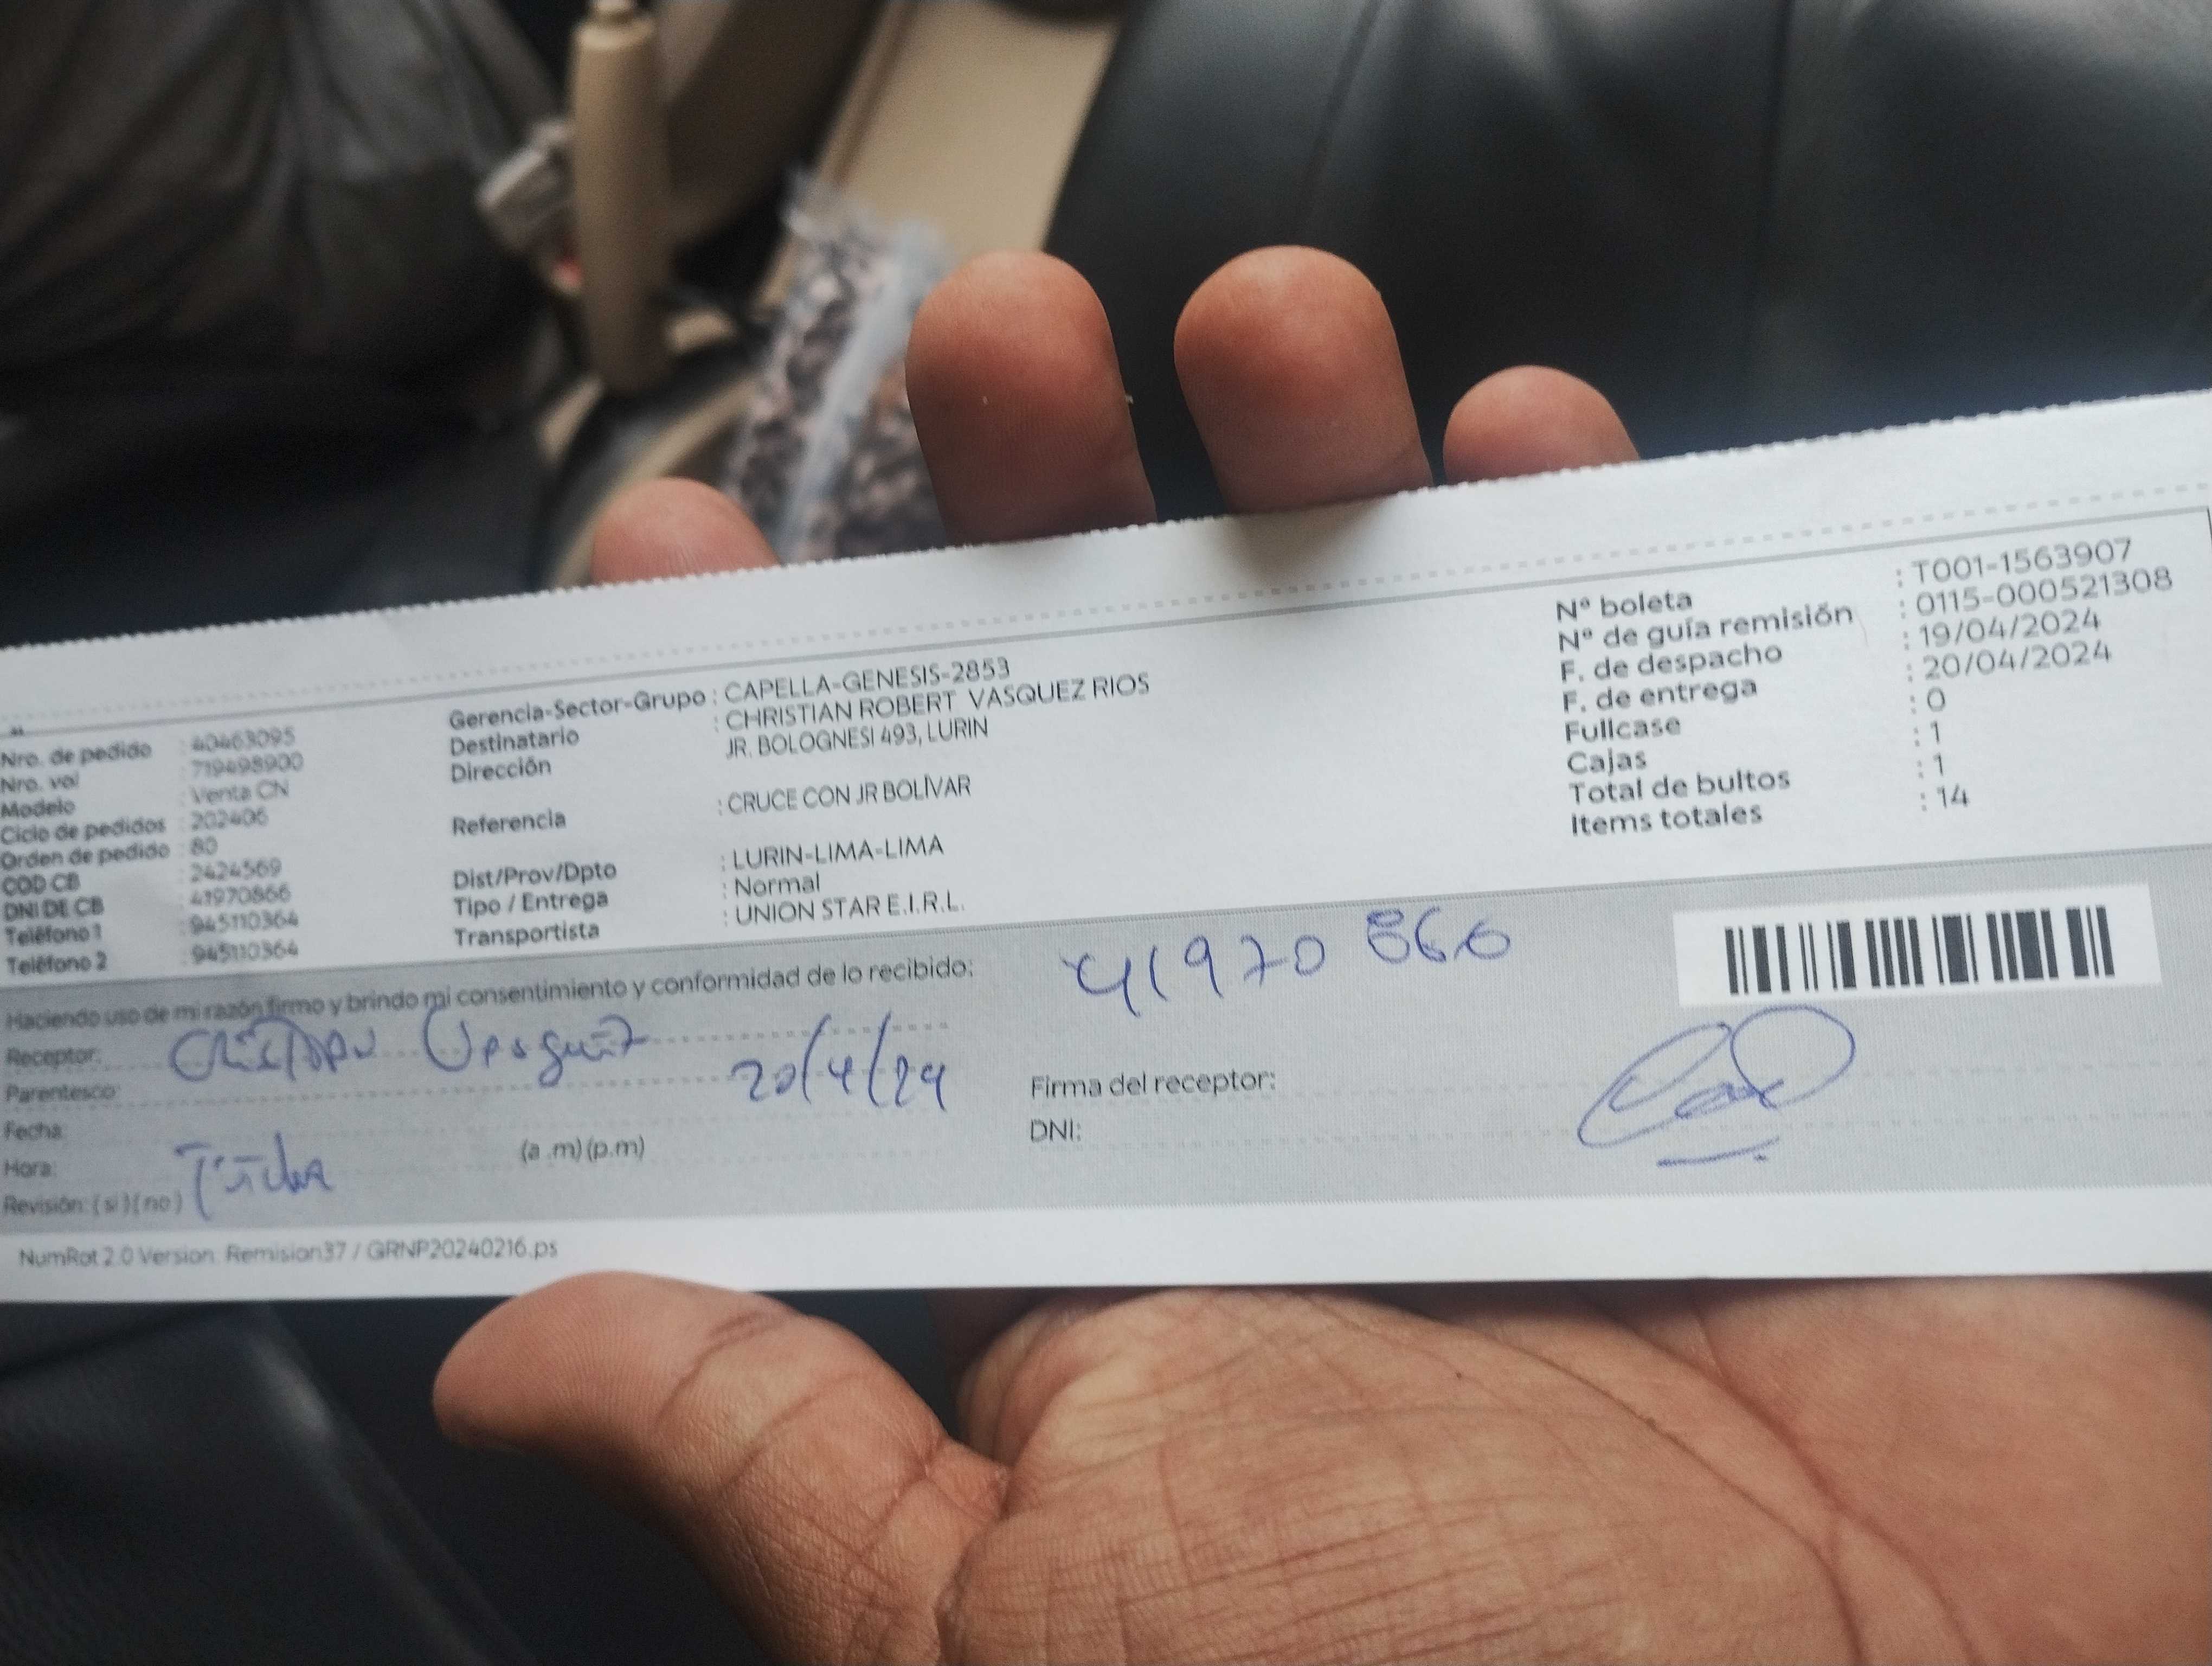 Nro. de pedido : 40463095
Nro. val : 719498900
Modelo : Venta CN
Ciclo de pedidos : 202406
Orden de pedido : 80
COD CB : 2424569
DNI DE CB : 41970866
Teléfono 1 : 945110364
Teléfono 2 : 945110364
Gerencia-Sector-Grupo : CAPELLA-GENESIS-2853
Destinatario : CHRISTIAN ROBERT VASQUEZ RIOS
Dirección JR. BOLOGNESI 493, LURIN
Referencia : CRUCE CON JR BOLÍVAR
Dist/Prov/Dpto : LURIN-LIMA-LIMA
Tipo / Entrega : Normal
Transportista : UNION STAR E.I.R.L.
N° boleta : T001-1563907
N° de guía remisión : 0115-000521308
F. de despacho : 19/04/2024
F. de entrega : 20/04/2024
Fullcase : 0
Cajas : 1
Total de bultos : 1
Items totales : 14
Haciendo uso de mi razón firmo y brindo mi consentimiento y conformidad de lo recibido:
41970866
Receptor:
Parentesco:
20/4/24
Fecha:
Hora: (a .m) (p.m)
Revisión: ( si ) ( no )
Firma del receptor:
DNI:
NumRot 2.0 Version: Remision37 / GRNP20240216.ps